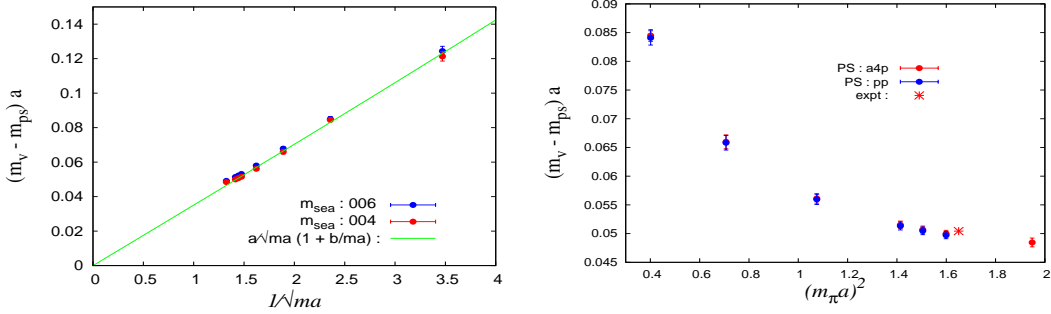 (m_v - m_ps) a
0.14
0.12
0.1
0.08
0.06
0.04
0.02
0
0 0.5 1 1.5 2 2.5 3 3.5 4
1/√ma
m_sea : 006
m_sea : 004
a/√ma (1 + b/ma) :
(m_v - m_ps) a
0.09
0.085
0.08
0.075
0.07
0.065
0.06
0.055
0.05
0.045
0.4 0.6 0.8 1 1.2 1.4 1.6 1.8 2
(m_π a)²
PS : a4p
PS : pp
expt :